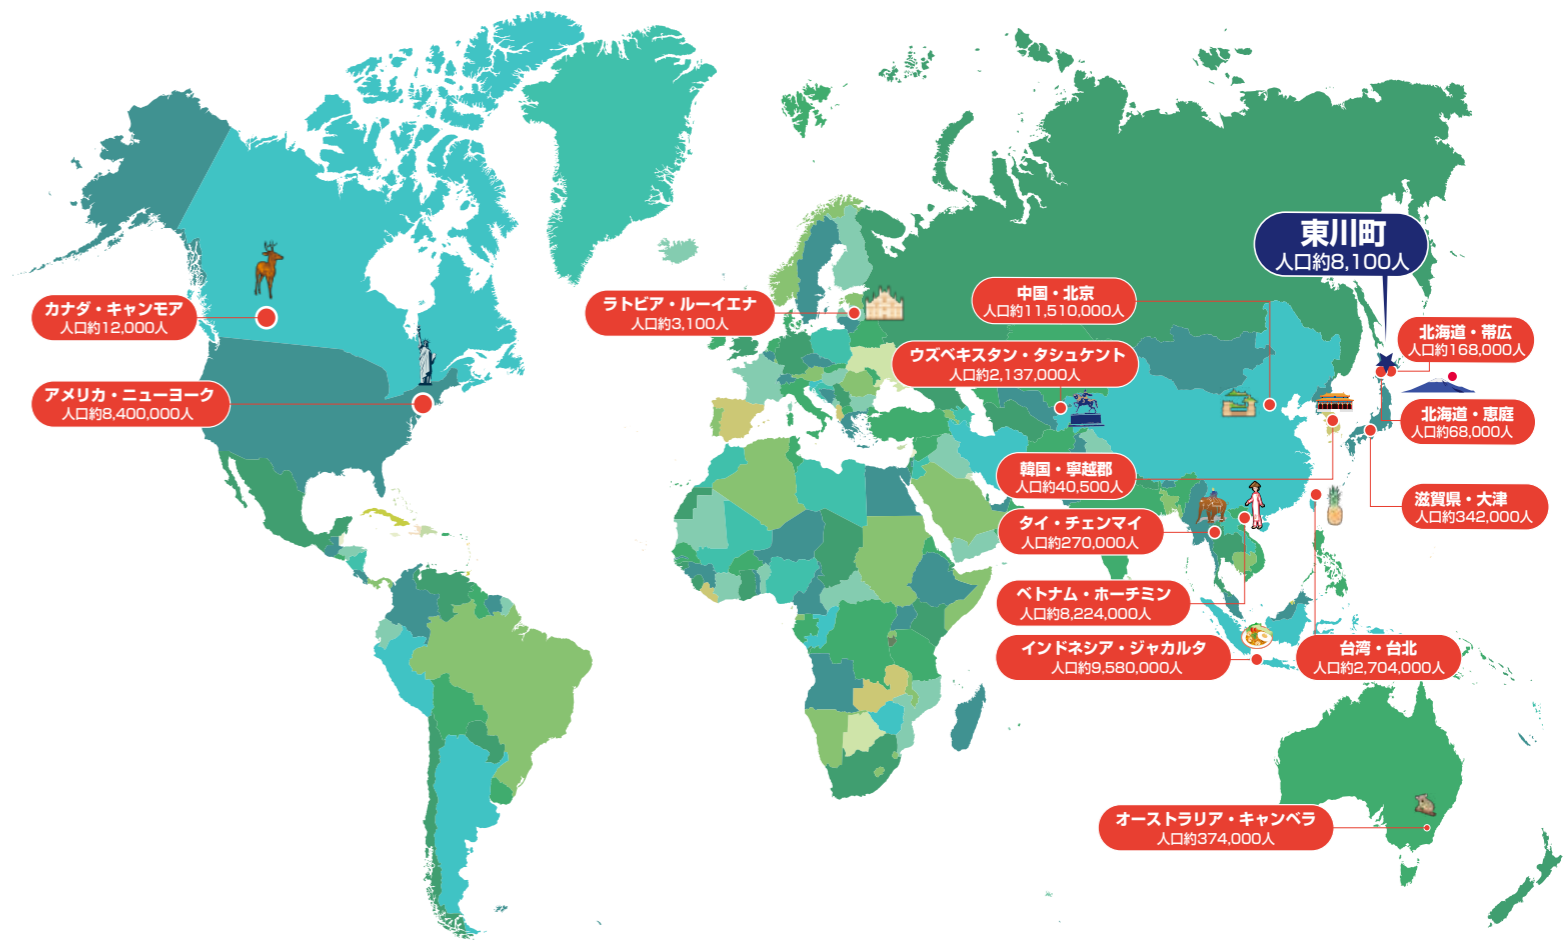 東川町
人口約8,100人
カナダ・キャンモア
人口約12,000人
アメリカ・ニューヨーク
人口約8,400,000人
ラトビア・ルーイエナ
人口約3,100人
中国・北京
人口約11,510,000人
ウズベキスタン・タシュケント
人口約2,137,000人
北海道・帯広
人口約168,000人
北海道・恵庭
人口約68,000人
韓国・寧越郡
人口約40,500人
滋賀県・大津
人口約342,000人
タイ・チェンマイ
人口約270,000人
ベトナム・ホーチミン
人口約8,224,000人
インドネシア・ジャカルタ
人口約9,580,000人
台湾・台北
人口約2,704,000人
オーストラリア・キャンベラ
人口約374,000人